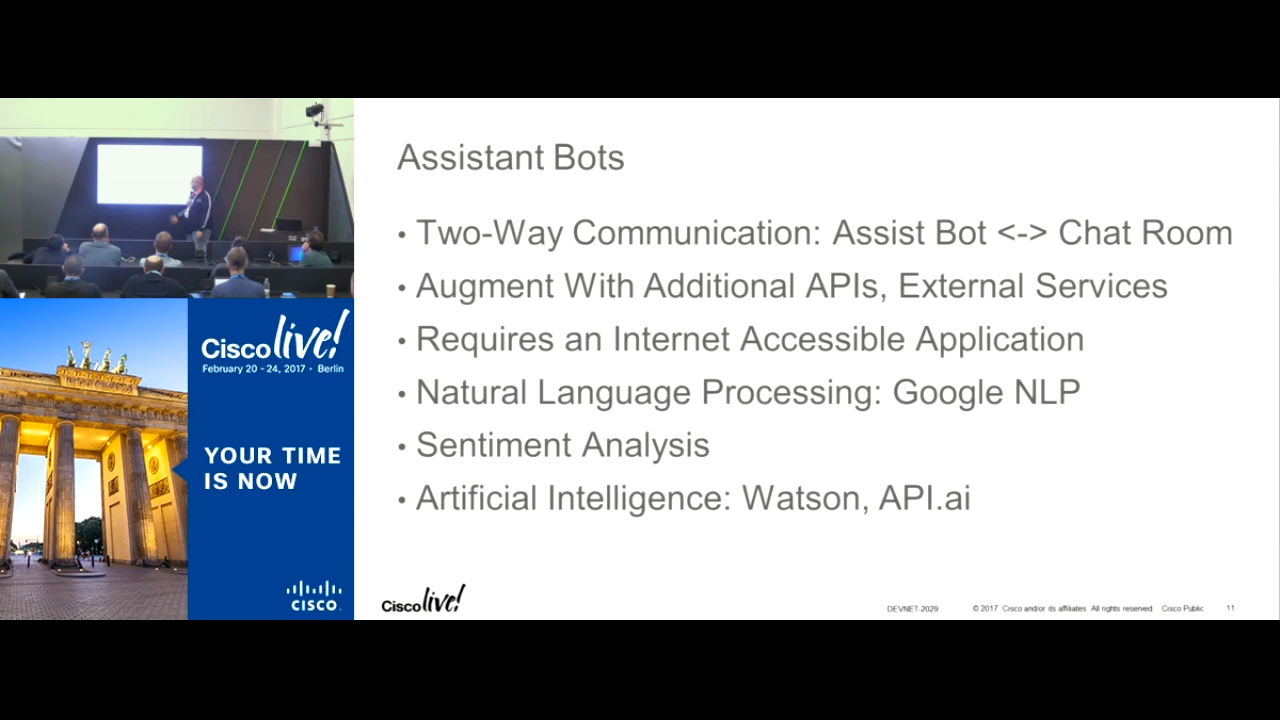 Assistant Bots
• Two-Way Communication: Assist Bot <-> Chat Room
• Augment With Additional APIs, External Services
• Requires an Internet Accessible Application
• Natural Language Processing: Google NLP
• Sentiment Analysis
• Artificial Intelligence: Watson, API.ai
Cisco live!
February 20 - 24, 2017 • Berlin
YOUR TIME
IS NOW
CISCO
Cisco live!
DEVNET-2029 © 2017 Cisco and/or its affiliates. All rights reserved. Cisco Public 11